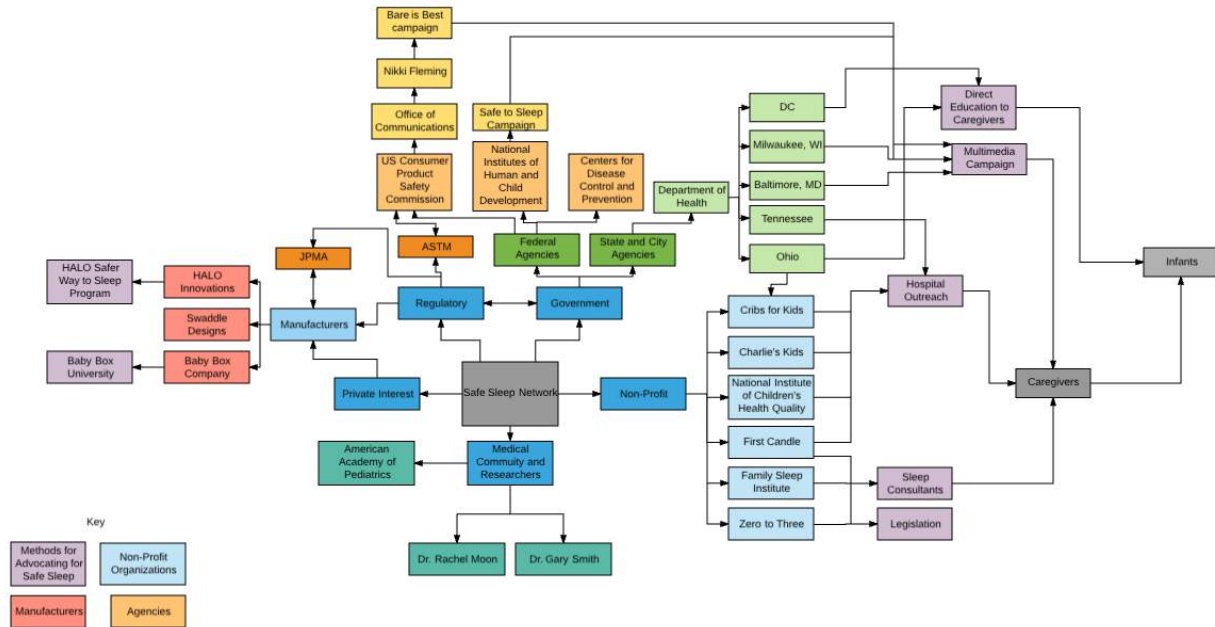 Bare is Best
campaign
Nikki Fleming
Office of
Communications
Safe to Sleep
Campaign
US Consumer
Product
Safety
Commission
National
Institutes of
Human and
Child
Development
Centers for
Disease
Control and
Prevention
Department of
Health
DC
Milwaukee, WI
Baltimore, MD
Tennessee
Ohio
Direct
Education to
Caregivers
Multimedia
Campaign
JPMA
ASTM
Federal
Agencies
State and City
Agencies
Infants
HALO Safer
Way to Sleep
Program
HALO
Innovations
Swaddle
Designs
Baby Box
University
Baby Box
Company
Manufacturers
Regulatory
Government
Hospital
Outreach
Private Interest
Safe Sleep Network
Non-Profit
Cribs for Kids
Charlie's Kids
National Institute
of Children's
Health Quality
First Candle
Family Sleep
Institute
Zero to Three
Caregivers
Sleep
Consultants
Legislation
American
Academy of
Pediatrics
Medical
Commuity and
Researchers
Dr. Rachel Moon
Dr. Gary Smith
Key
Methods for
Advocating for
Safe Sleep
Non-Profit
Organizations
Manufacturers
Agencies